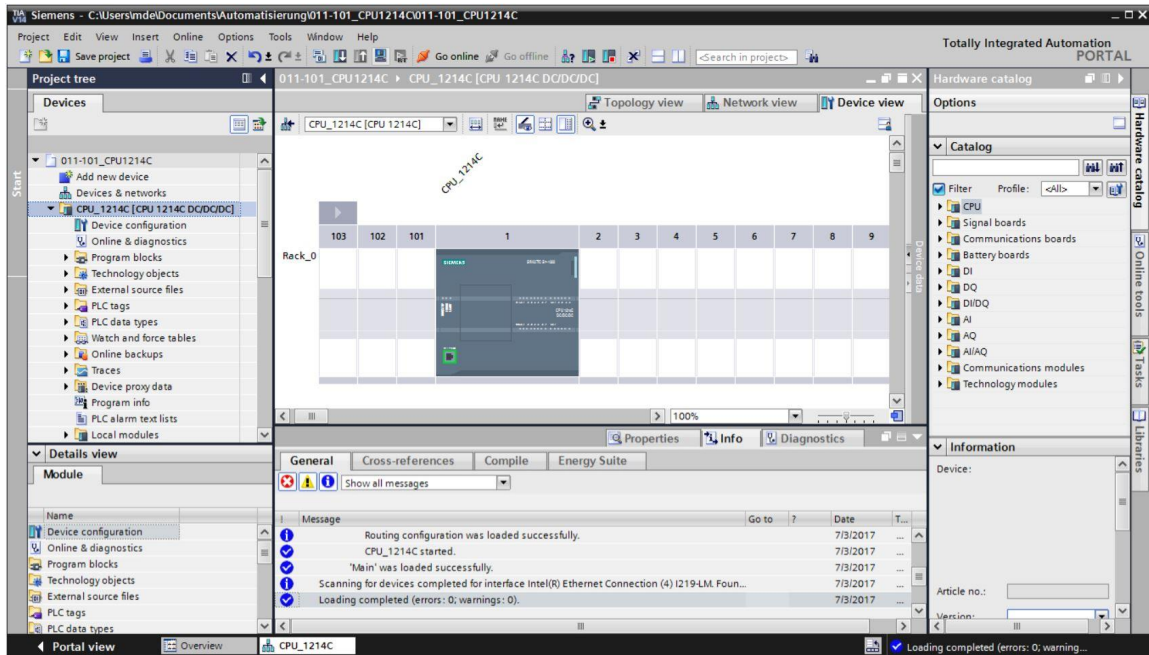 TIA V14 Siemens - C:\Users\mde\Documents\Automatisierung\011-101_CPU1214C\011-101_CPU1214C
Project Edit View Insert Online Options Tools Window Help
Totally Integrated Automation
PORTAL
Save project Go online Go offline <Search in project>
Project tree
Devices
011-101_CPU1214C
Add new device
Devices & networks
CPU_1214C [CPU 1214C DC/DC/DC]
Device configuration
Online & diagnostics
Program blocks
Technology objects
External source files
PLC tags
PLC data types
Watch and force tables
Online backups
Traces
Device proxy data
Program info
PLC alarm text lists
Local modules
Start
Details view
Module
Name
Device configuration
Online & diagnostics
Program blocks
Technology objects
External source files
PLC tags
PLC data types
011-101_CPU1214C CPU_1214C [CPU 1214C DC/DC/DC]
Topology view Network view Device view
CPU_1214C [CPU 1214C]
CPU_1214C
103 102 101 1 2 3 4 5 6 7 8 9
Rack_0
SIEMENS
Device data
100%
Properties Info Diagnostics
General Cross-references Compile Energy Suite
Show all messages
! Message Go to ? Date T...
Routing configuration was loaded successfully. 7/3/2017 ...
CPU_1214C started. 7/3/2017 ...
'Main' was loaded successfully. 7/3/2017 ...
Scanning for devices completed for interface Intel(R) Ethernet Connection (4) I219-LM. Foun... 7/3/2017 ...
Loading completed (errors: 0; warnings: 0). 7/3/2017 ...
Hardware catalog
Options
Catalog
Filter Profile: <All>
CPU
Signal boards
Communications boards
Battery boards
DI
DQ
DI/DQ
AI
AQ
AI/AQ
Communications modules
Technology modules
Information
Device:
Article no.:
Version:
Hardware catalog
Online tools
Tasks
Libraries
Portal view Overview CPU_1214C Loading completed (errors: 0; warning...